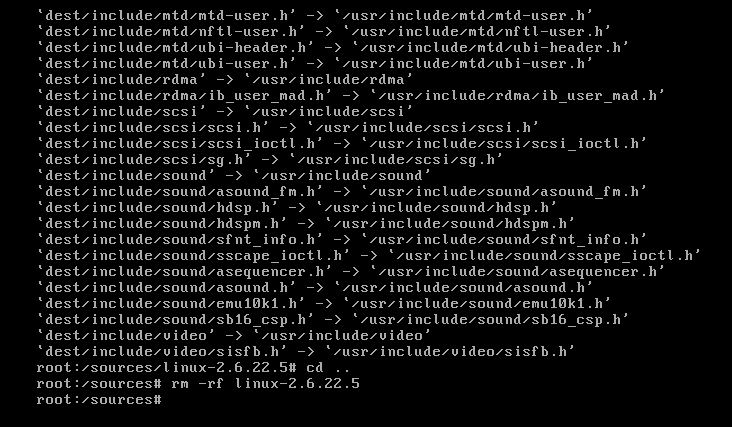 `dest/include/mtd/mtd-user.h' -> `/usr/include/mtd/mtd-user.h'
`dest/include/mtd/nftl-user.h' -> `/usr/include/mtd/nftl-user.h'
`dest/include/mtd/ubi-header.h' -> `/usr/include/mtd/ubi-header.h'
`dest/include/mtd/ubi-user.h' -> `/usr/include/mtd/ubi-user.h'
`dest/include/rdma' -> `/usr/include/rdma'
`dest/include/rdma/ib_user_mad.h' -> `/usr/include/rdma/ib_user_mad.h'
`dest/include/scsi' -> `/usr/include/scsi'
`dest/include/scsi/scsi.h' -> `/usr/include/scsi/scsi.h'
`dest/include/scsi/scsi_ioctl.h' -> `/usr/include/scsi/scsi_ioctl.h'
`dest/include/scsi/sg.h' -> `/usr/include/scsi/sg.h'
`dest/include/sound' -> `/usr/include/sound'
`dest/include/sound/asound_fm.h' -> `/usr/include/sound/asound_fm.h'
`dest/include/sound/hdsp.h' -> `/usr/include/sound/hdsp.h'
`dest/include/sound/hdspm.h' -> `/usr/include/sound/hdspm.h'
`dest/include/sound/sfnt_info.h' -> `/usr/include/sound/sfnt_info.h'
`dest/include/sound/sscape_ioctl.h' -> `/usr/include/sound/sscape_ioctl.h'
`dest/include/sound/asequencer.h' -> `/usr/include/sound/asequencer.h'
`dest/include/sound/asound.h' -> `/usr/include/sound/asound.h'
`dest/include/sound/emu10k1.h' -> `/usr/include/sound/emu10k1.h'
`dest/include/sound/sb16_csp.h' -> `/usr/include/sound/sb16_csp.h'
`dest/include/video' -> `/usr/include/video'
`dest/include/video/sisfb.h' -> `/usr/include/video/sisfb.h'
root:/sources/linux-2.6.22.5# cd ..
root:/sources# rm -rf linux-2.6.22.5
root:/sources#